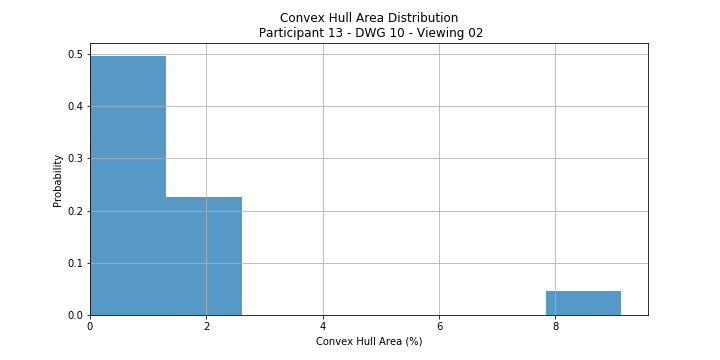 Convex Hull Area Distribution
Participant 13 - DWG 10 - Viewing 02
0.5
0.4
0.3
0.2
0.1
0.0
Probability
0 2 4 6 8
Convex Hull Area (%)